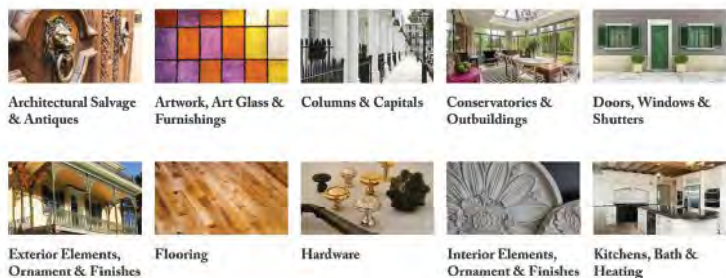 Architectural Salvage
& Antiques
Artwork, Art Glass &
Furnishings
Columns & Capitals
Conservatories &
Outbuildings
Doors, Windows &
Shutters
Exterior Elements,
Ornament & Finishes
Flooring
Hardware
Interior Elements,
Ornament & Finishes
Kitchens, Bath &
Heating